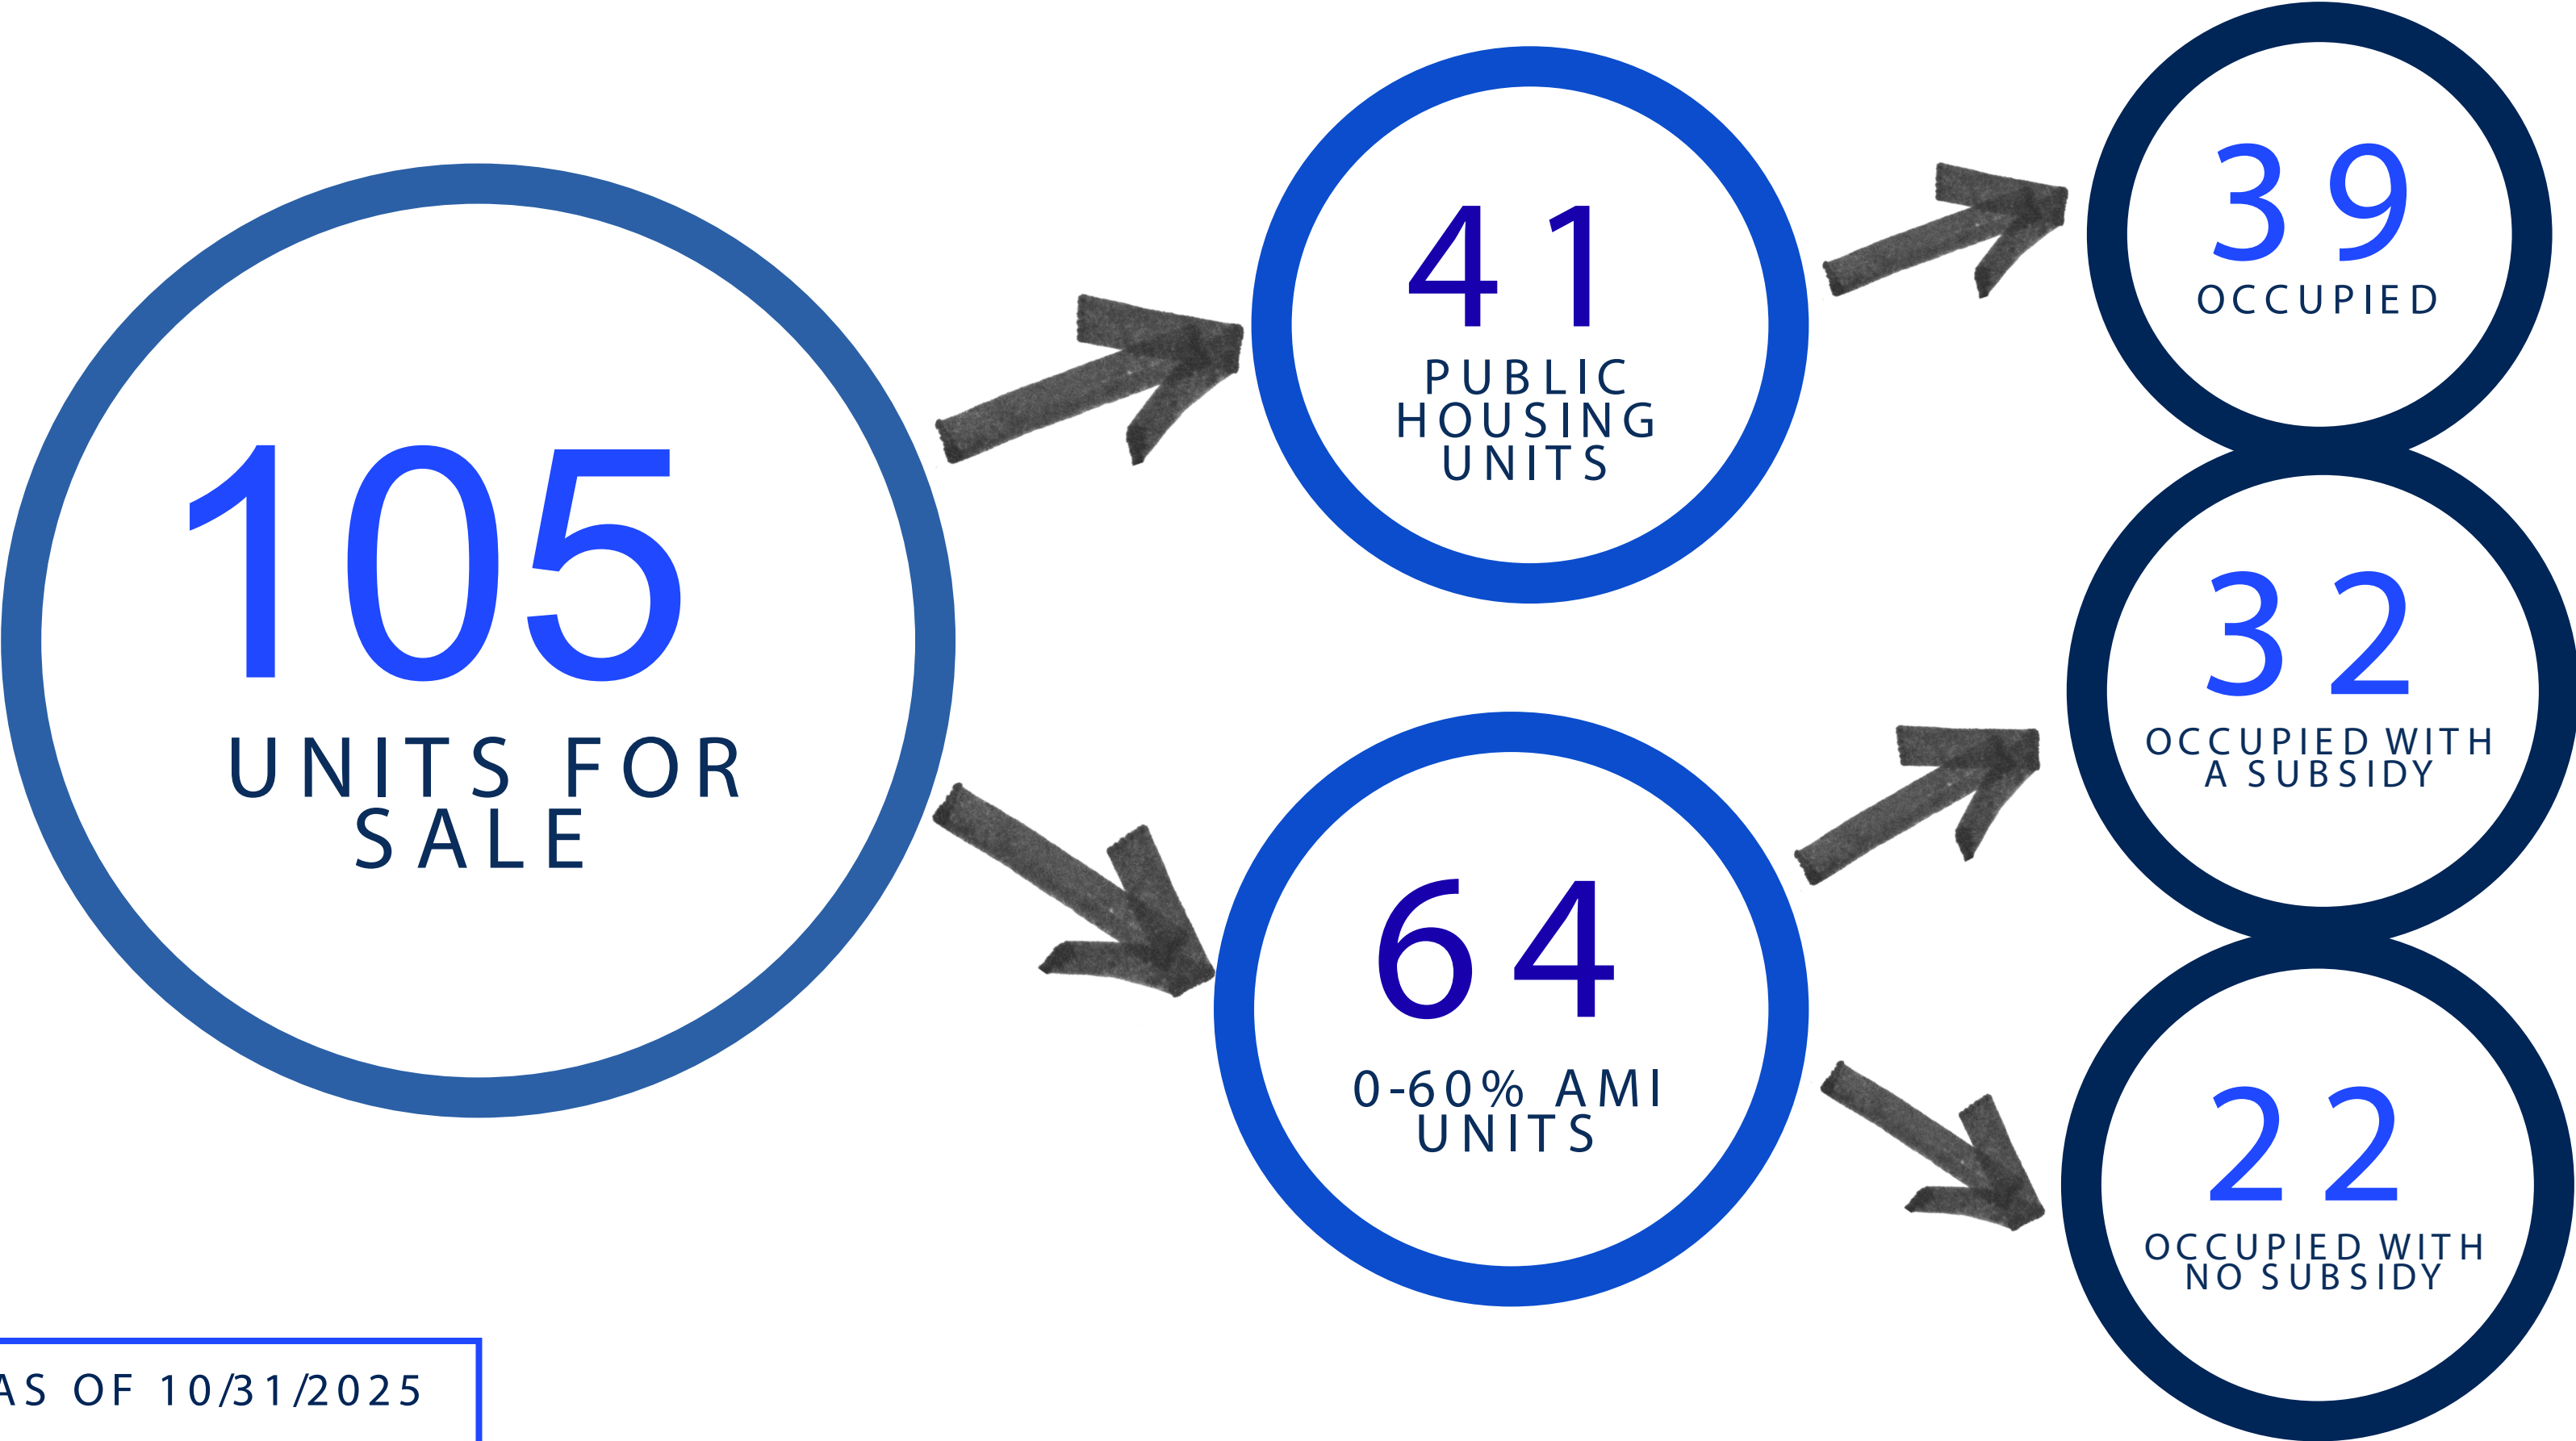 105
UNITS FOR
SALE
41
PUBLIC
HOUSING
UNITS
64
0-60% AMI
UNITS
39
OCCUPIED
32
OCCUPIED WITH
A SUBSIDY
22
OCCUPIED WITH
NO SUBSIDY
AS OF 10/31/2025